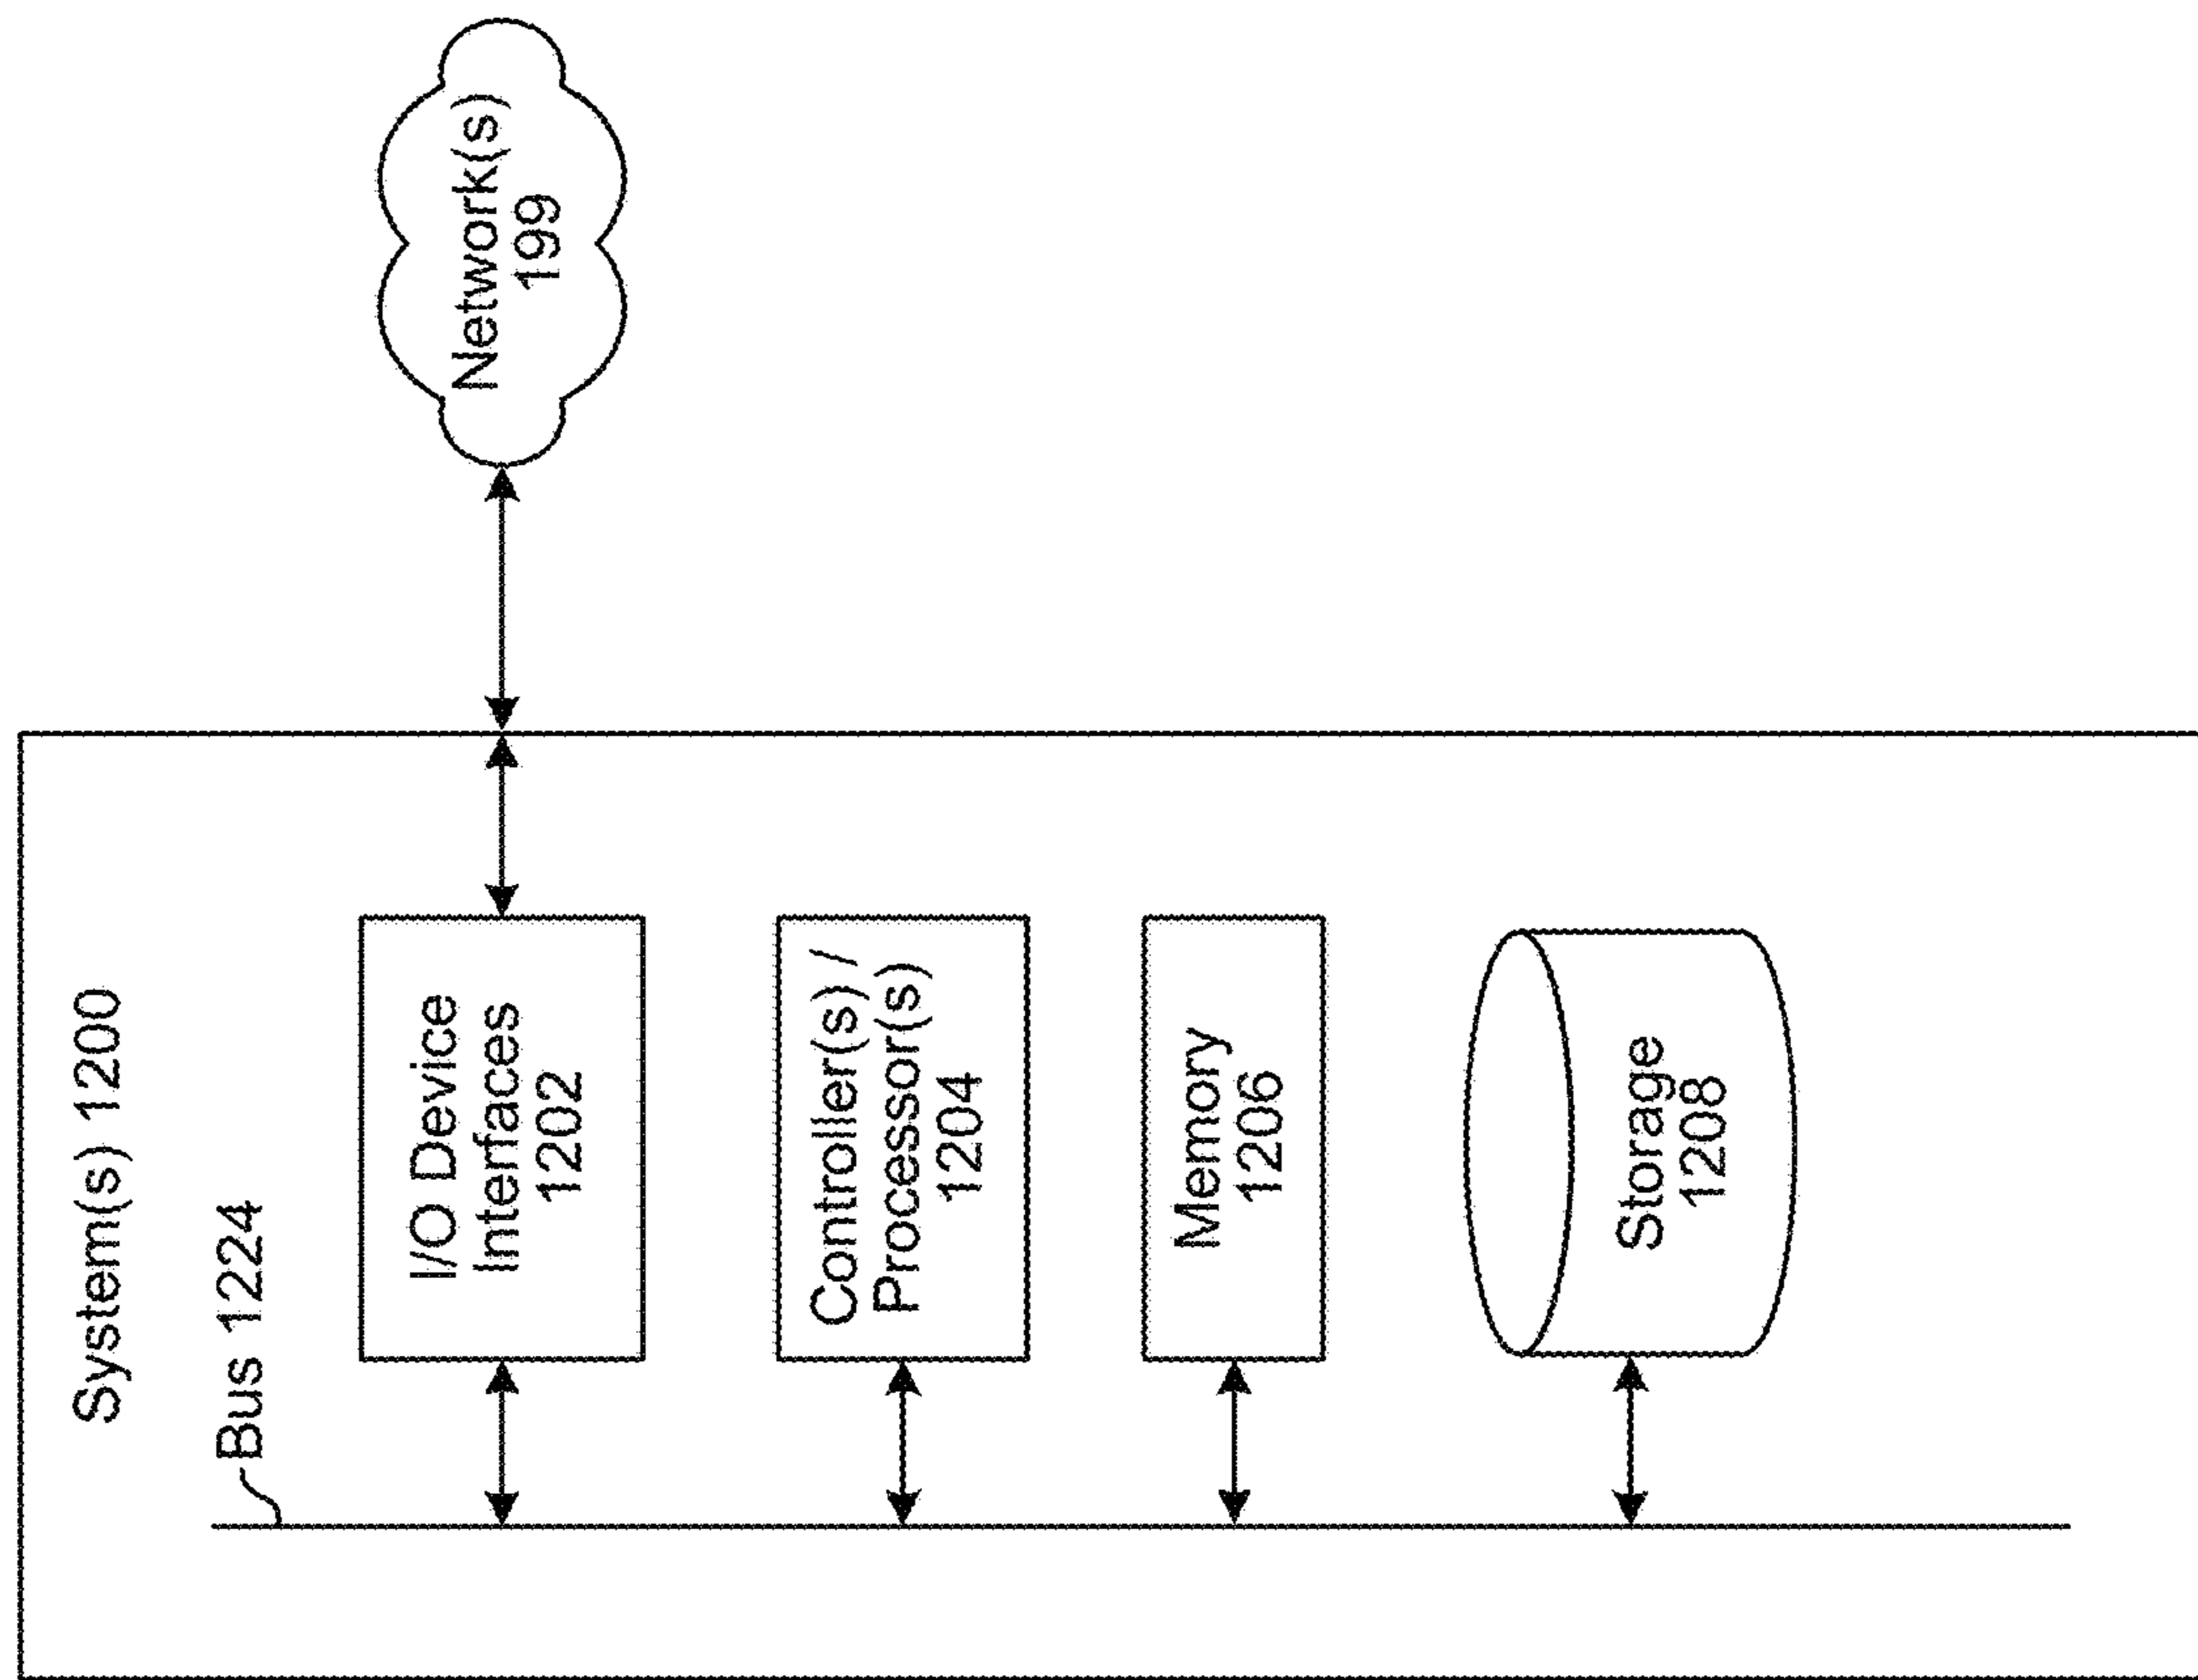 System(s) 1200
Bus 1224
I/O Device
Interfaces
1202
Controller(s) /
Processor(s)
1204
Memory
1206
Storage
1208
Network(s)
199